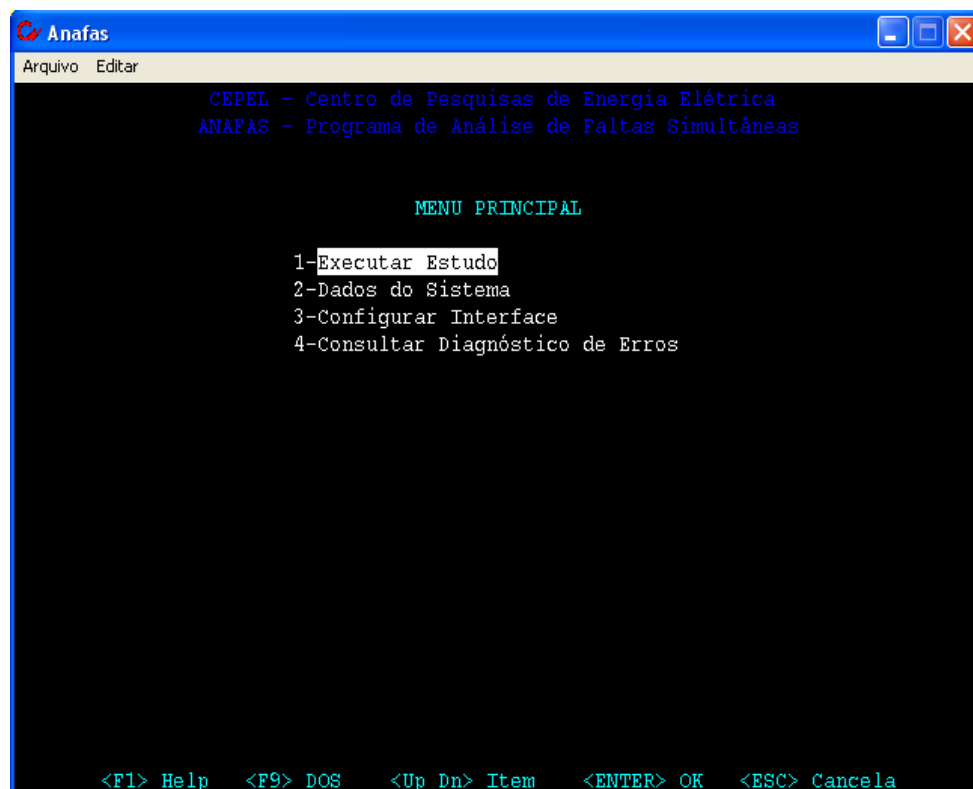 Anafas
Arquivo Editar
CEPEL - Centro de Pesquisas de Energia Elétrica
ANAFAS - Programa de Análise de Faltas Simultâneas
MENU PRINCIPAL
1-Executar Estudo
2-Dados do Sistema
3-Configurar Interface
4-Consultar Diagnóstico de Erros
<F1> Help <F9> DOS <Up Dn> Item <ENTER> OK <ESC> Cancela